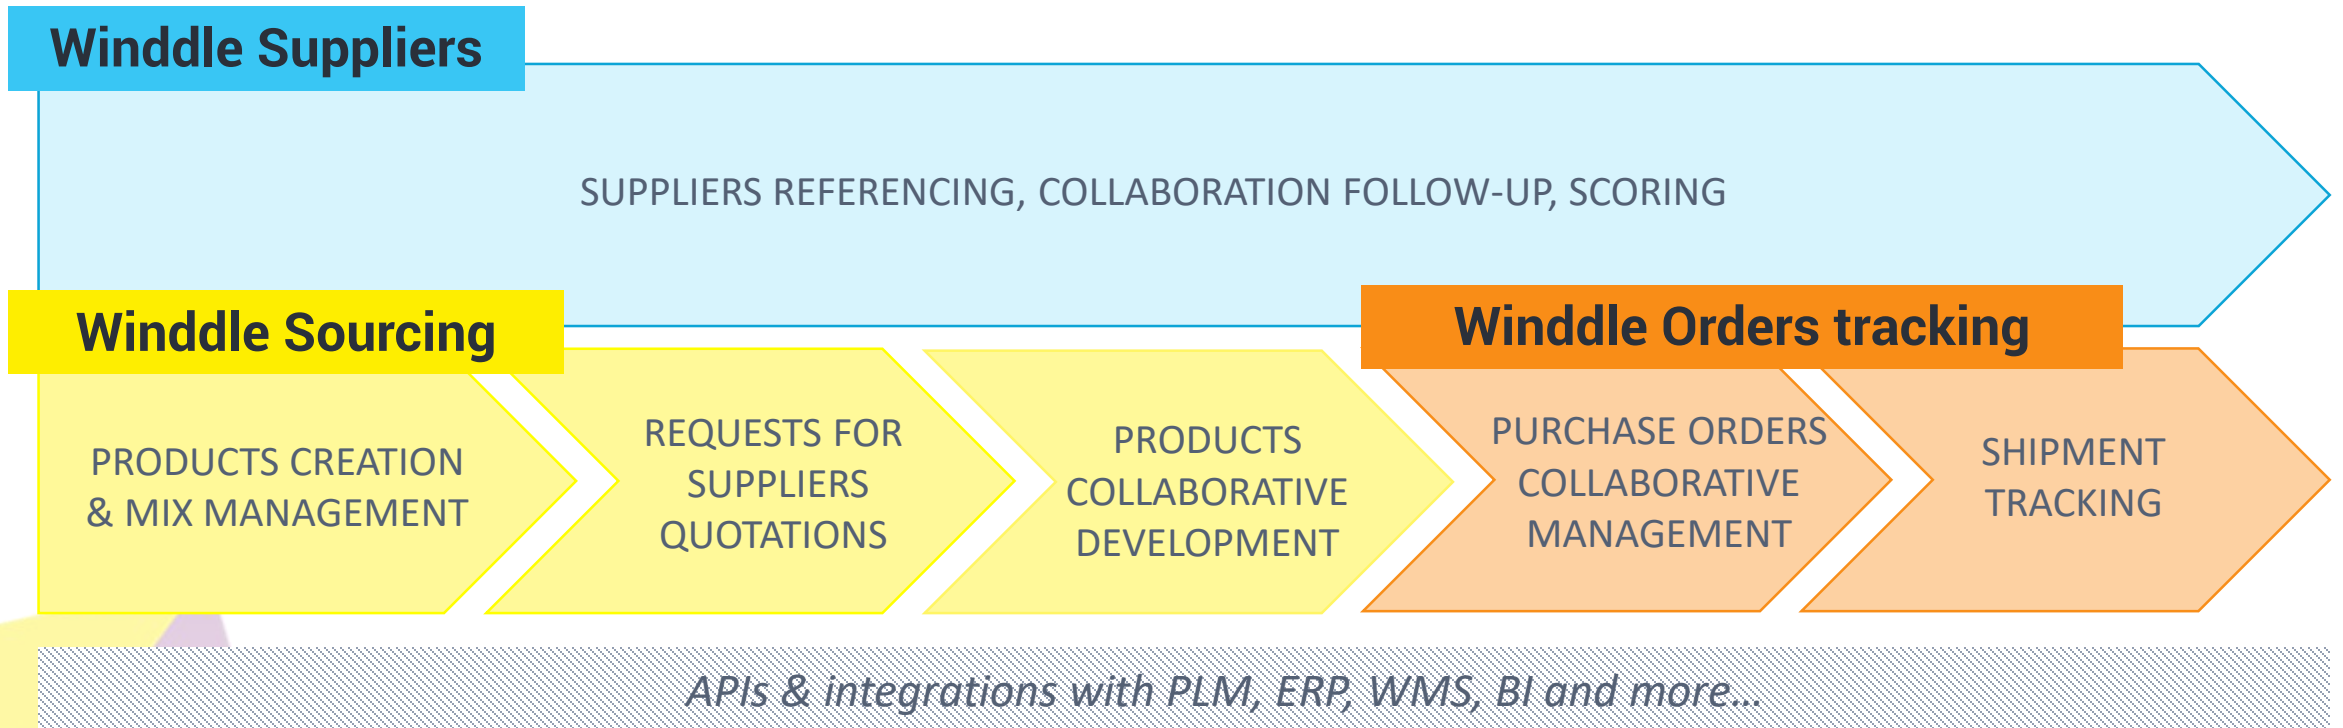 Winddle Suppliers
SUPPLIERS REFERENCING, COLLABORATION FOLLOW-UP, SCORING
Winddle Sourcing
Winddle Orders tracking
PRODUCTS CREATION
& MIX MANAGEMENT
REQUESTS FOR
SUPPLIERS
QUOTATIONS
PRODUCTS
COLLABORATIVE
DEVELOPMENT
PURCHASE ORDERS
COLLABORATIVE
MANAGEMENT
SHIPMENT
TRACKING
APIs & integrations with PLM, ERP, WMS, BI and more...